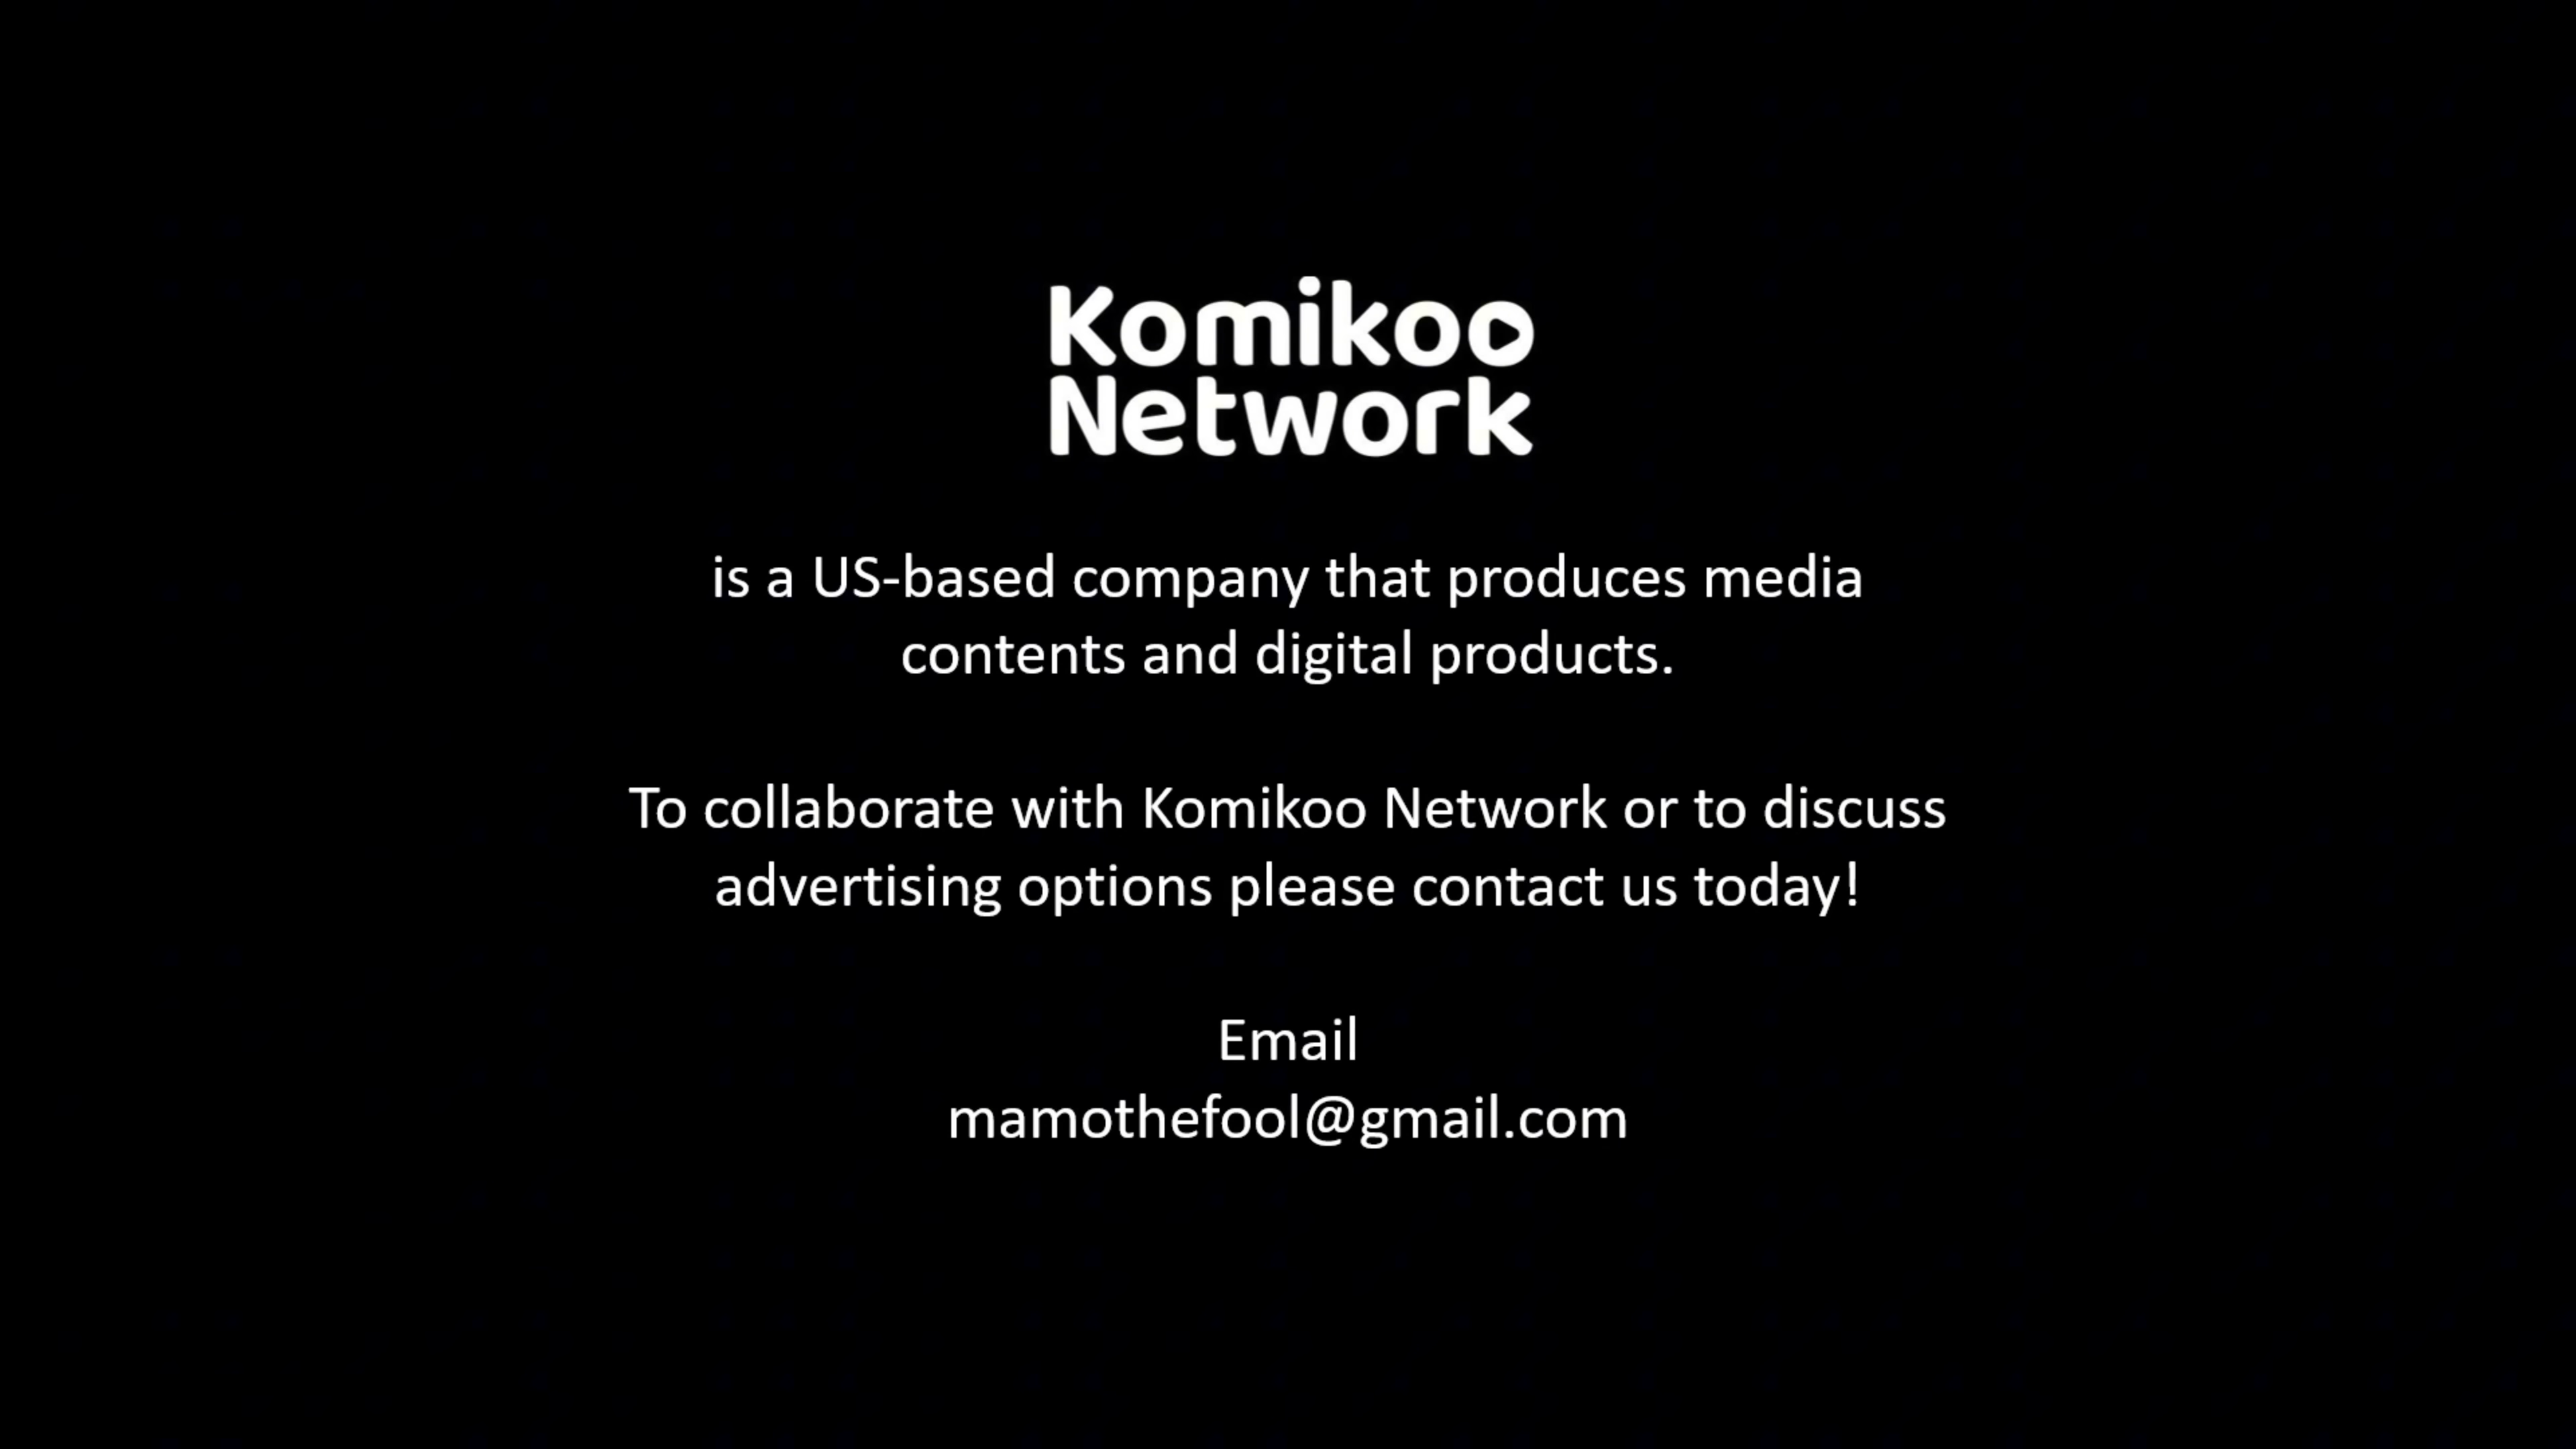 Komikoo
Network
is a US-based company that produces media
contents and digital products.
To collaborate with Komikoo Network or to discuss
advertising options please contact us today!
Email
mamothefool@gmail.com